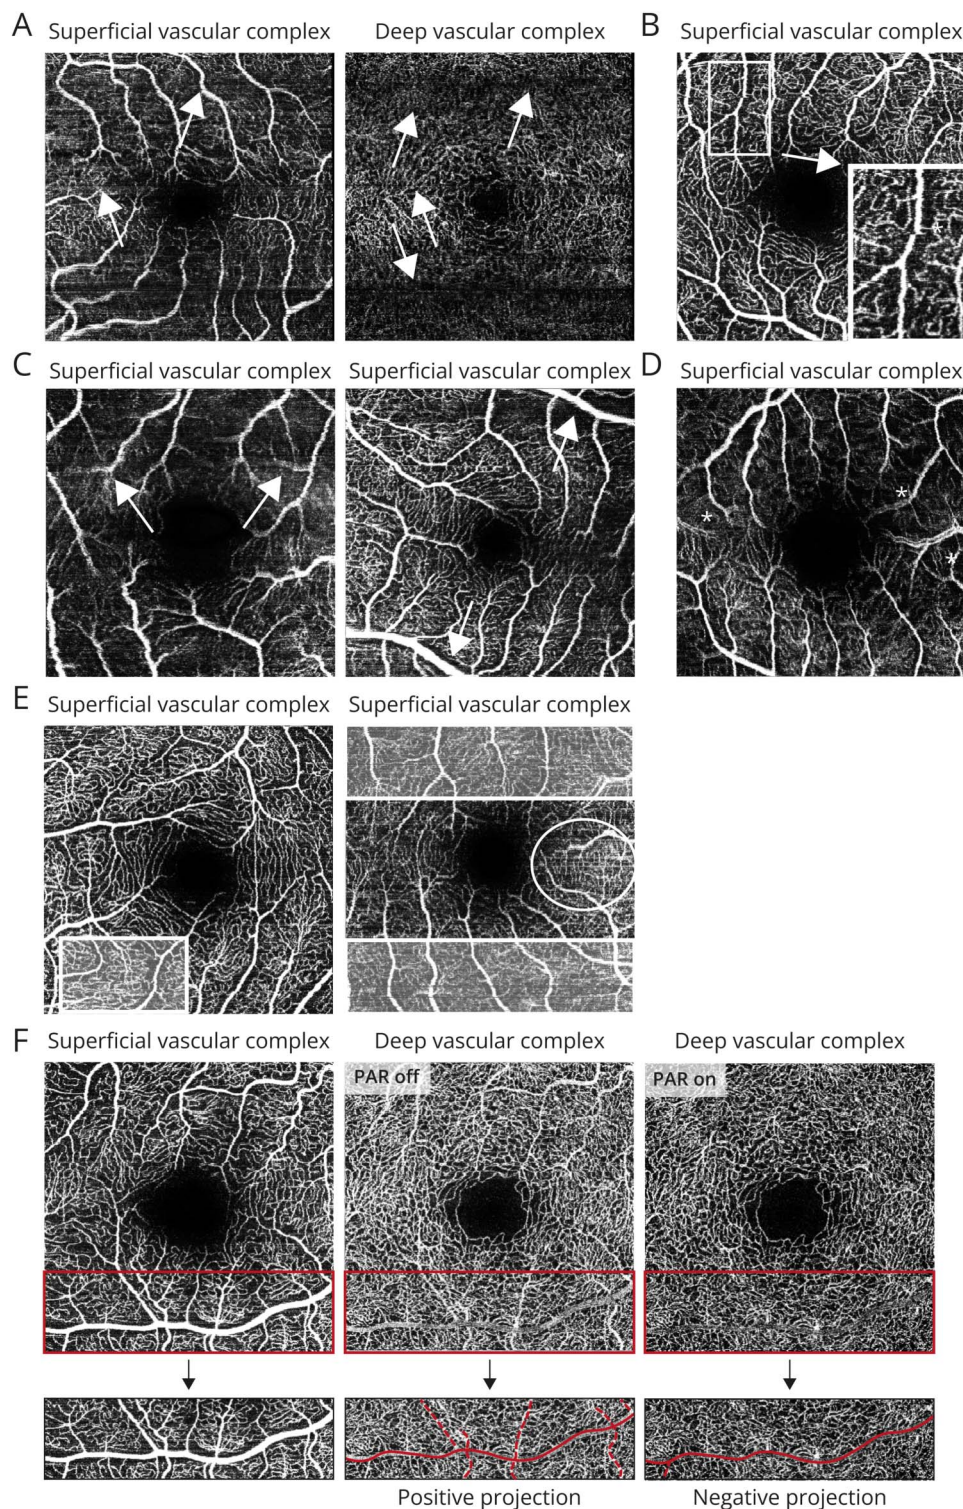 A
Superficial vascular complex
Deep vascular complex
B
Superficial vascular complex
C
Superficial vascular complex
Superficial vascular complex
D
Superficial vascular complex
*
*
*
*
E
Superficial vascular complex
Superficial vascular complex
F
Superficial vascular complex
Deep vascular complex
Deep vascular complex
PAR off
PAR on
Positive projection
Negative projection